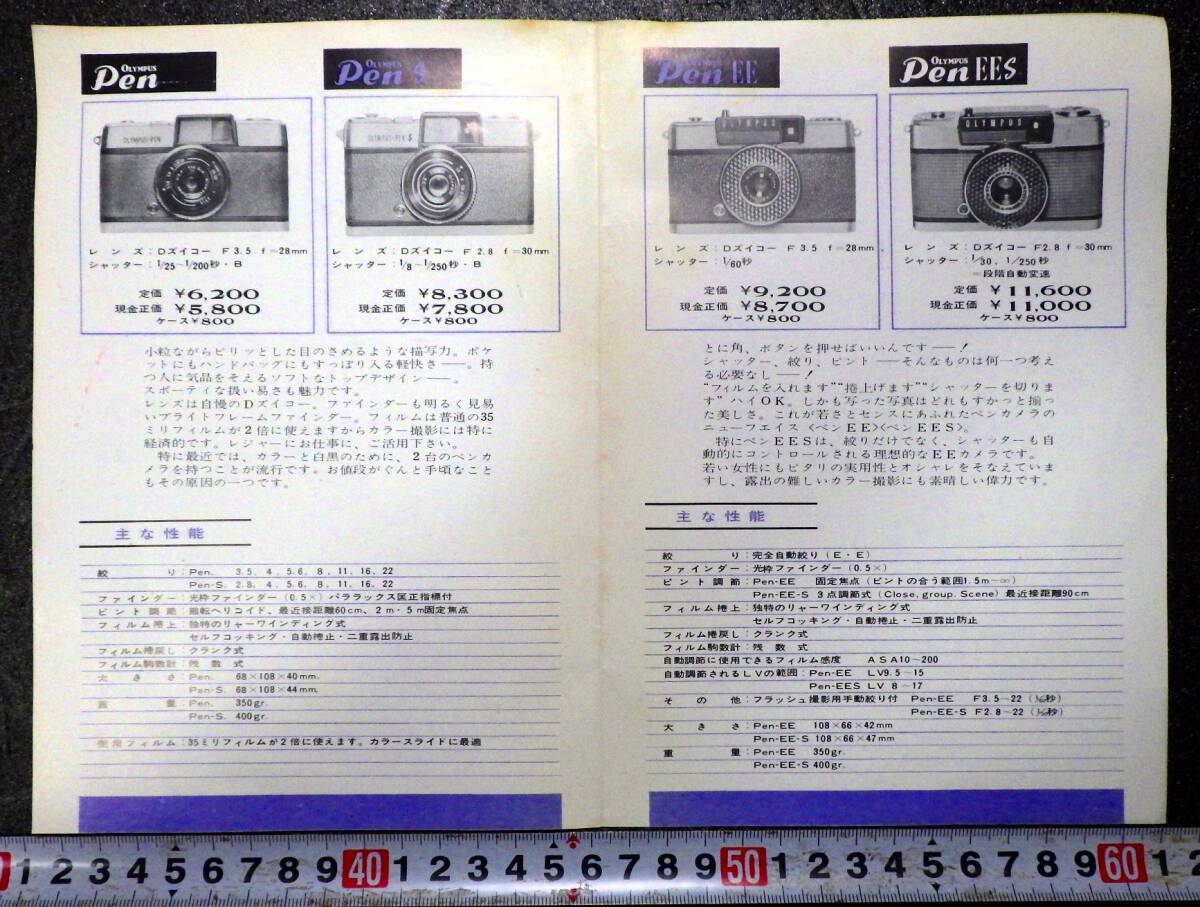 OLYMPUS
Pen
OLYMPUS
Pen S
OLYMPUS-PEN
OLYMPUS-PEN S
レンズ：Dズイコー F3.5 f=28mm
シャッター：1/25〜1/200秒・B
定価 ¥6,200
現金正価 ¥5,800
ケース¥800
レンズ：Dズイコー F2.8 f=30mm
シャッター：1/8〜1/250秒・B
定価 ¥8,300
現金正価 ¥7,800
ケース¥800
小粒ながらピリッとした目のさめるような描写力。ポケ
ットにもハンドバッグにもすっぽり入る軽快さ——。持
つ人に気品をそえるソフトなトップデザイン——。
スポーティな扱い易さも魅力です。
レンズは自慢のDズイコー。ファインダーも明るく見易
いブライトフレームファインダー。フィルムは普通の35
ミリフィルムが2倍に使えますからカラー撮影には特に
経済的です。レジャーにお仕事に、ご活用下さい。
特に最近では、カラーと白黒のために、2台のペンカ
メラを持つことが流行です。お値段がぐんと手頃なこと
もその原因の一つです。
主な性能
絞り：Pen. 3.5、4、5.6、8、11、16、22
Pen-S. 2.8、4、5.6、8、11、16、22
ファインダー：光枠ファインダー（0.5×）パララックス匡正指標付
ピント調節：廻転ヘリコイド、最近接距離60cm、2m・5m固定焦点
フィルム捲上：独特のリャーワインディング式
セルフコッキング・自動捲止・二重露出防止
フィルム捲戻し：クランク式
フィルム駒数計：残数式
大きさ：Pen. 68×108×40mm.
Pen-S. 68×108×44mm.
重量：Pen. 350gr.
Pen-S. 400gr.
使用フィルム：35ミリフィルムが2倍に使えます。カラースライドに最適
OLYMPUS
Pen EE
OLYMPUS
Pen EES
OLYMPUS
OLYMPUS
レンズ：Dズイコー F3.5 f=28mm
シャッター：1/60秒
定価 ¥9,200
現金正価 ¥8,700
ケース¥800
レンズ：Dズイコー F2.8 f=30mm
シャッター：1/30、1/250秒
二段階自動変速
定価 ¥11,600
現金正価 ¥11,000
ケース¥800
とに角、ボタンを押せばいいんです——！
シャッター、絞り、ピント——そんなものは何一つ考え
る必要なし——！
“フィルムを入れます”“捲上げます”“シャッターを切りま
す”ハイOK。しかも写った写真はどれもすかっと揃っ
た美しさ。これが若さとセンスにあふれたペンカメラの
ニューフエイス〈ペンEE〉〈ペンEES〉。
特にペンEESは、絞りだけでなく、シャッターも自
動的にコントロールされる理想的なEEカメラです。
若い女性にもピタリの実用性とオシャレをそなえていま
すし、露出の難しいカラー撮影にも素晴しい偉力です。
主な性能
絞り：完全自動絞り（E・E）
ファインダー：光枠ファインダー（0.5×）
ピント調節：Pen-EE 固定焦点（ピントの合う範囲1.5m〜∞）
Pen-EE-S 3点調節式（Close, group. Scene）最近接距離90cm
フィルム捲上：独特のリャーワインディング式
セルフコッキング・自動捲止・二重露出防止
フィルム捲戻し：クランク式
フィルム駒数計：残数式
自動調節に使用できるフィルム感度 ASA10〜200
自動調節されるLVの範囲：Pen-EE LV9.5〜15
Pen-EES LV 8〜17
その他：フラッシュ撮影用手動絞り付 Pen-EE F3.5〜22
Pen-EE-S F2.8〜22
大きさ：Pen-EE 108×66×42mm
Pen-EE-S 108×66×47mm
重量：Pen-EE 350gr.
Pen-EE-S 400gr.
1 2 3 4 5 6 7 8 9 40 1 2 3 4 5 6 7 8 9 50 1 2 3 4 5 6 7 8 9 60 1 2